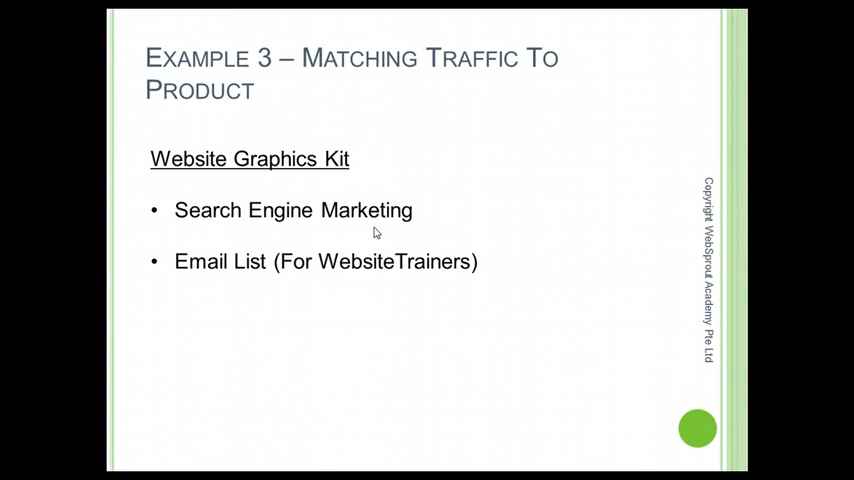 EXAMPLE 3 – MATCHING TRAFFIC TO
PRODUCT
Website Graphics Kit
• Search Engine Marketing
• Email List (For WebsiteTrainers)
Copyright WebSprout Academy Pte Ltd